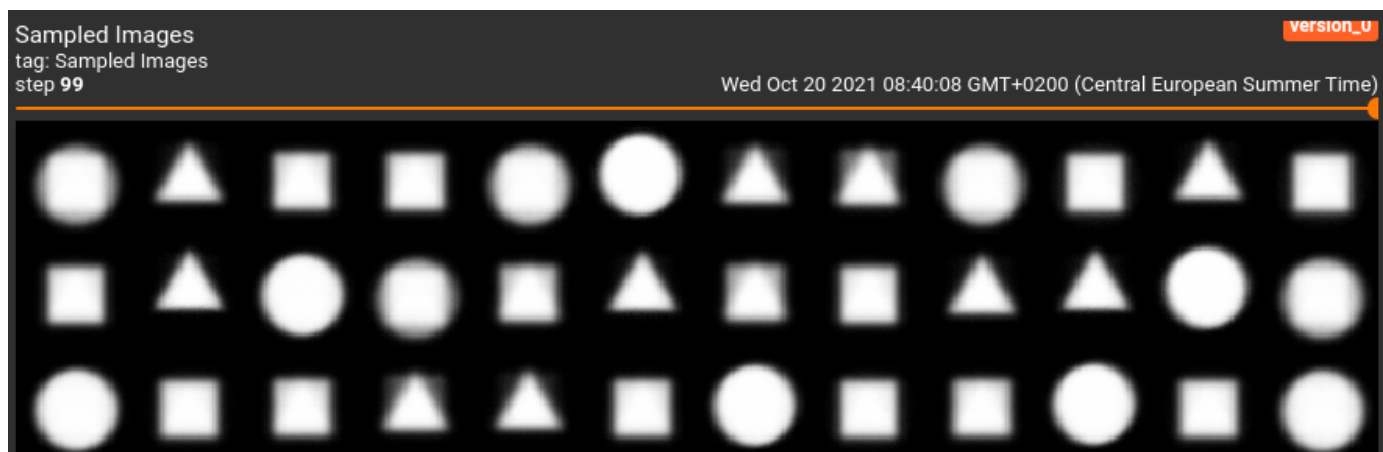 Sampled Images
version_0
tag: Sampled Images
step 99
Wed Oct 20 2021 08:40:08 GMT+0200 (Central European Summer Time)